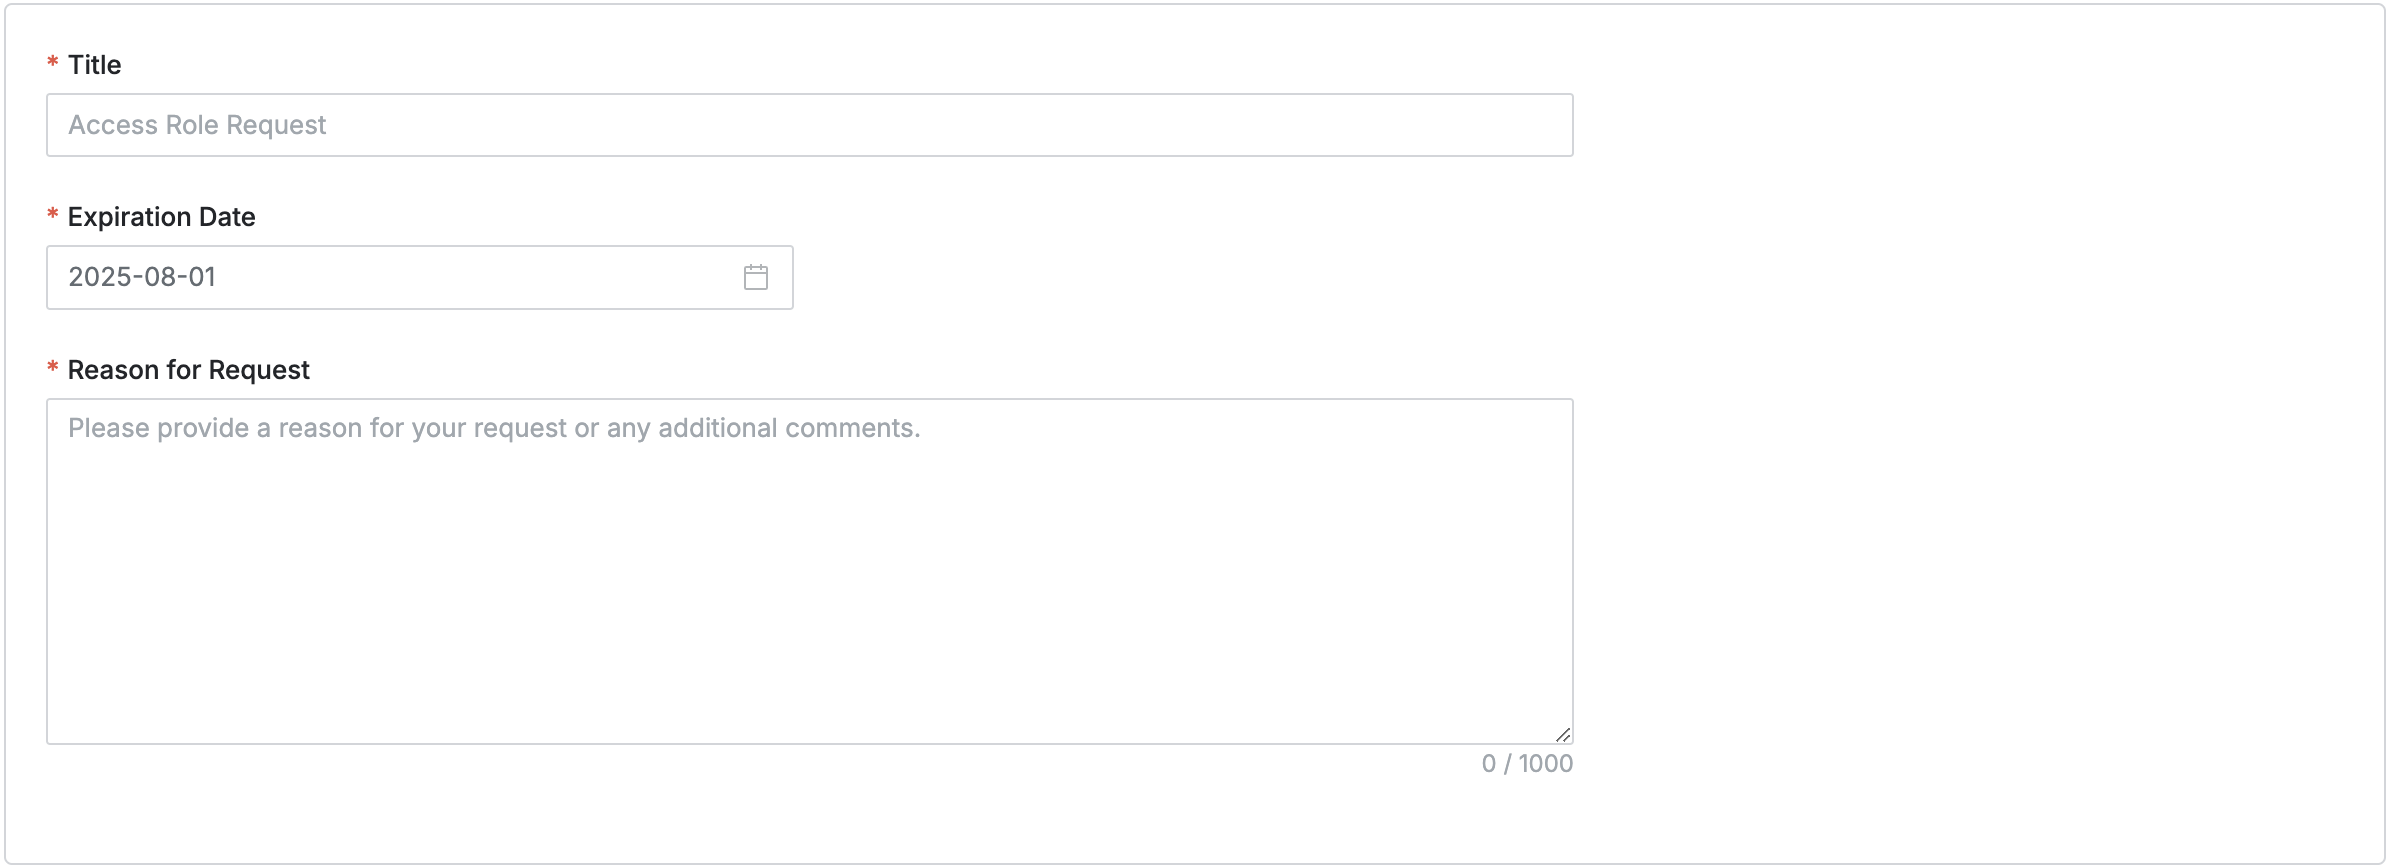 * Title
Access Role Request
* Expiration Date
2025-08-01
* Reason for Request
Please provide a reason for your request or any additional comments.
0 / 1000